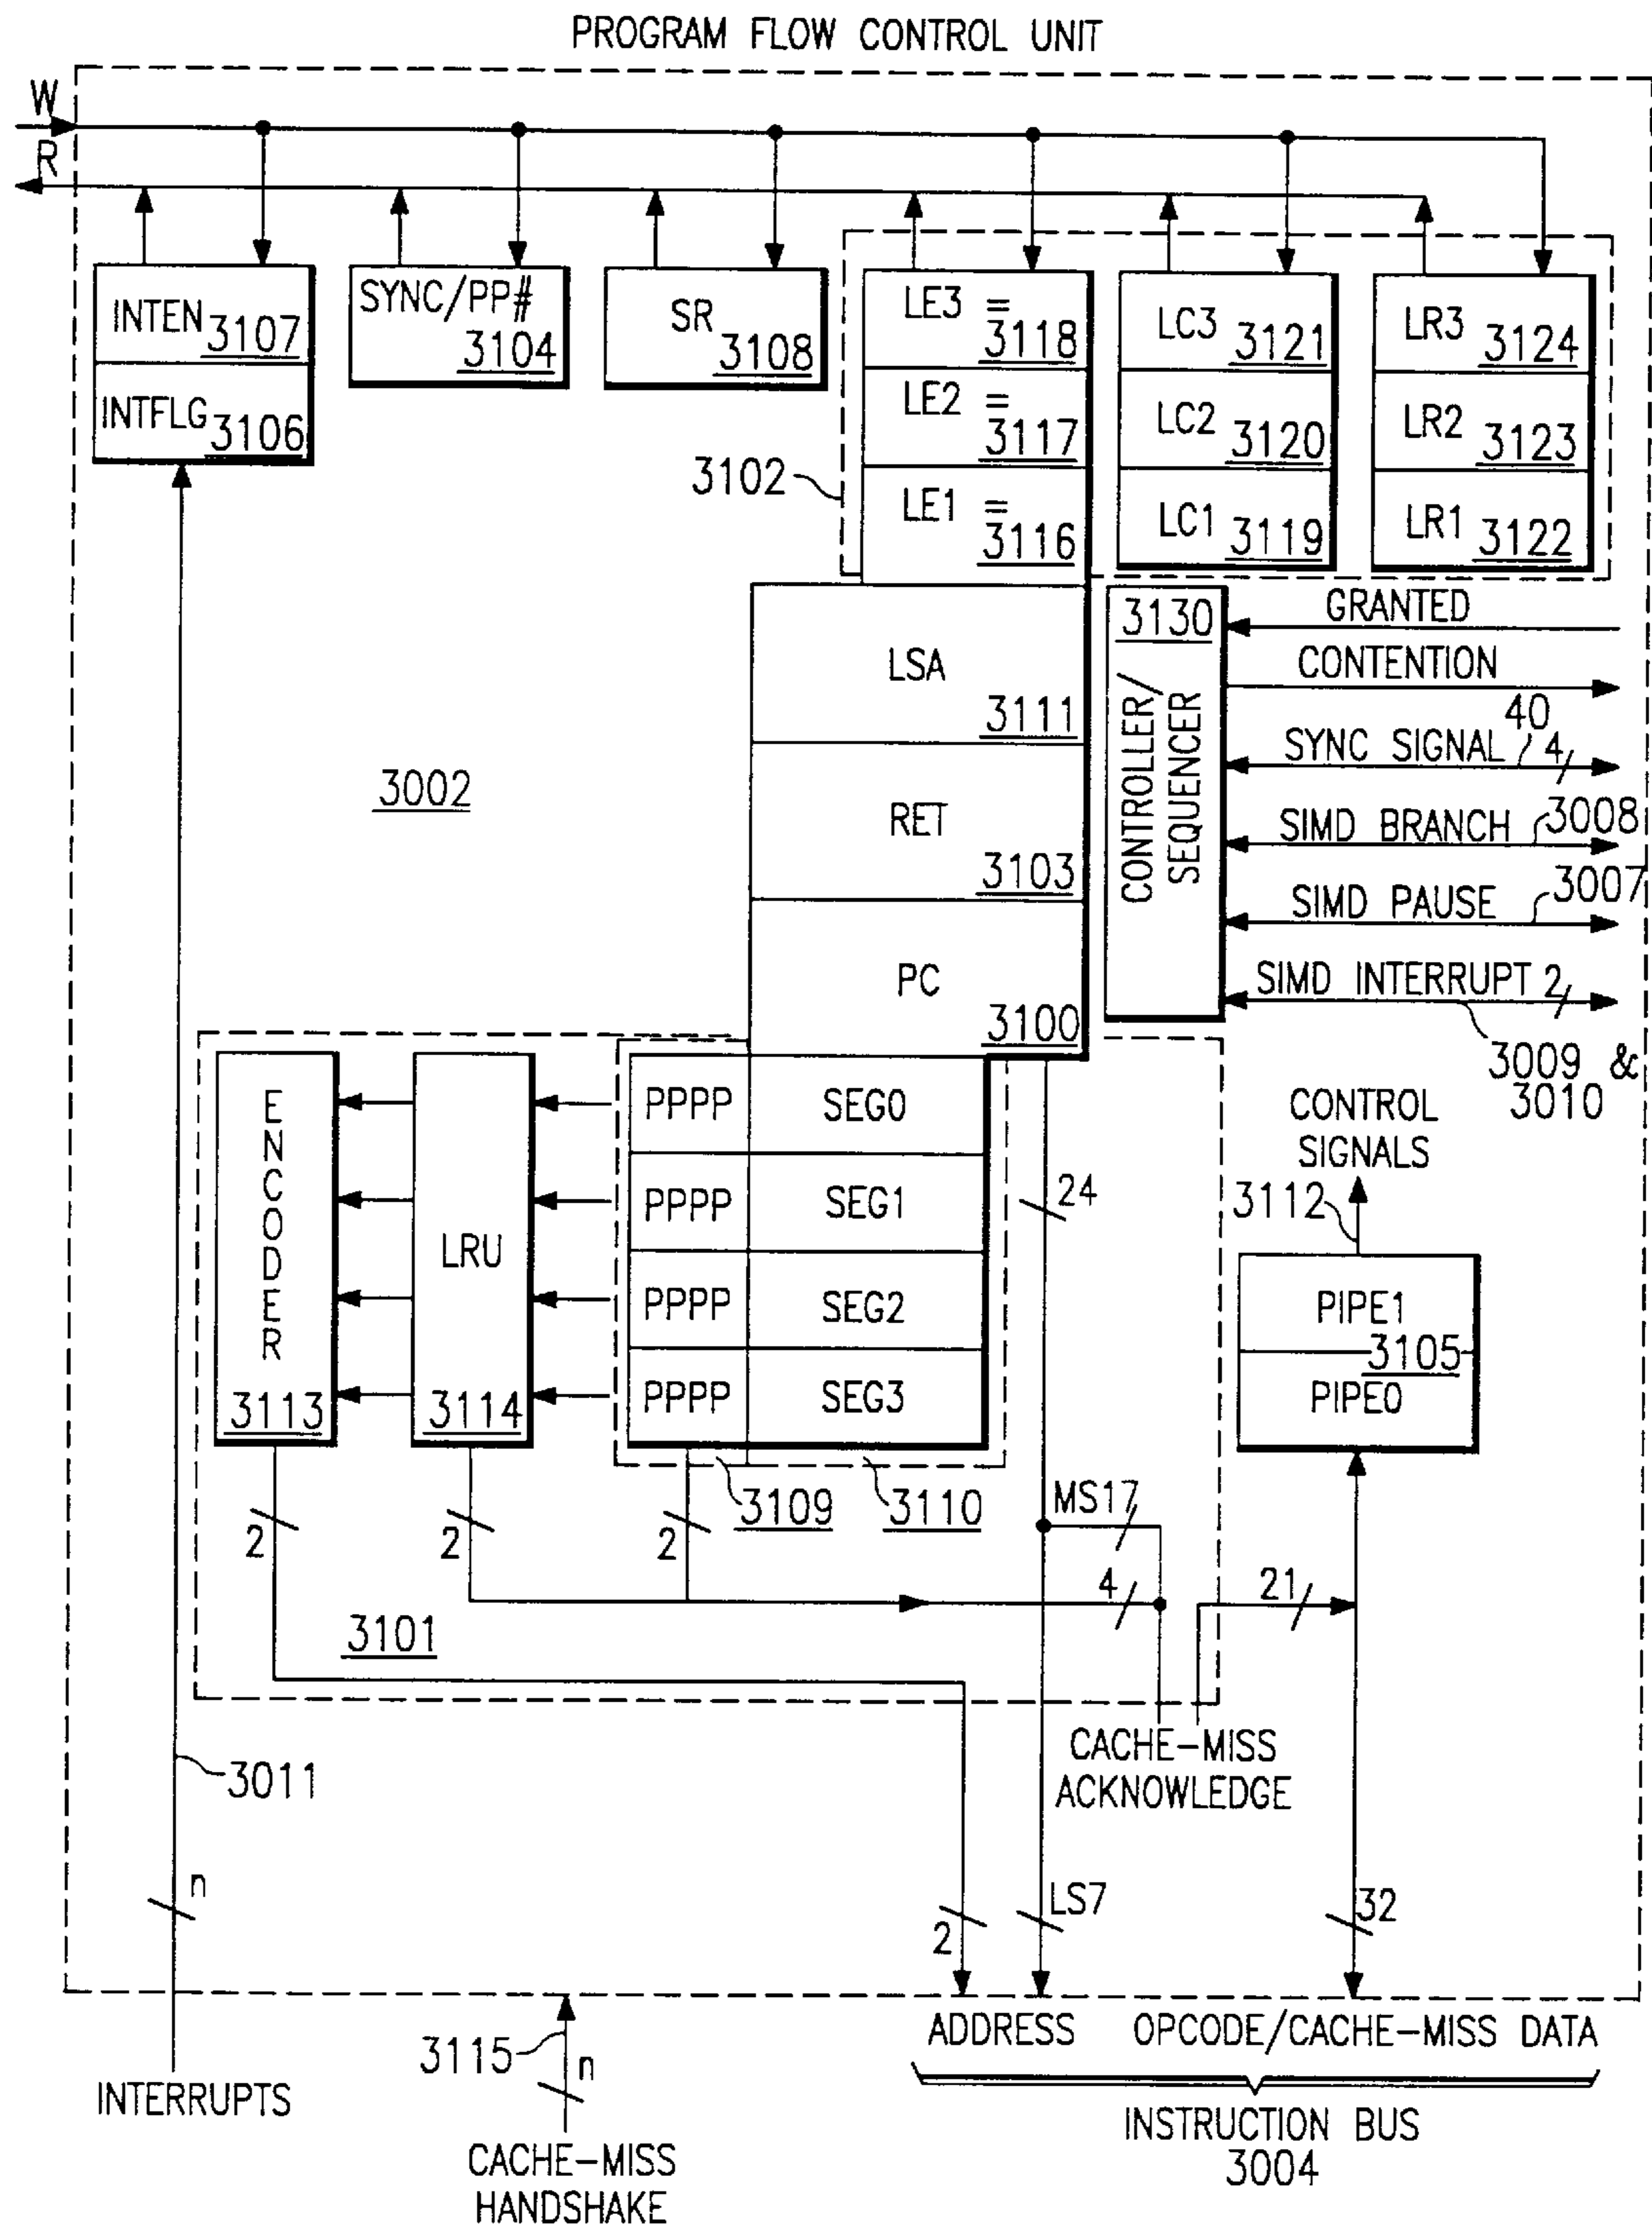 PROGRAM FLOW CONTROL UNIT
W
R
INTEN 3107
INTFLG 3106
SYNC/PP# 3104
SR 3108
LE3 = 3118
LE2 = 3117
LE1 = 3116
3102
LC3 3121
LC2 3120
LC1 3119
LR3 3124
LR2 3123
LR1 3122
LSA 3111
RET 3103
PC 3100
3002
3130
CONTROLLER/
SEQUENCER
GRANTED
CONTENTION
40
SYNC SIGNAL 4
SIMD BRANCH 3008
SIMD PAUSE 3007
SIMD INTERRUPT 2
3009 &
3010
CONTROL
SIGNALS
3112
PIPE1
3105
PIPE0
ENCODER
3113
LRU
3114
PPPP SEG0
PPPP SEG1
PPPP SEG2
PPPP SEG3
24
3109 3110
MS17
2 2 2
4
21
3101
CACHE-MISS
ACKNOWLEDGE
3011
n
2
LS7
32
3115
n
INTERRUPTS
CACHE-MISS
HANDSHAKE
ADDRESS OPCODE/CACHE-MISS DATA
INSTRUCTION BUS
3004